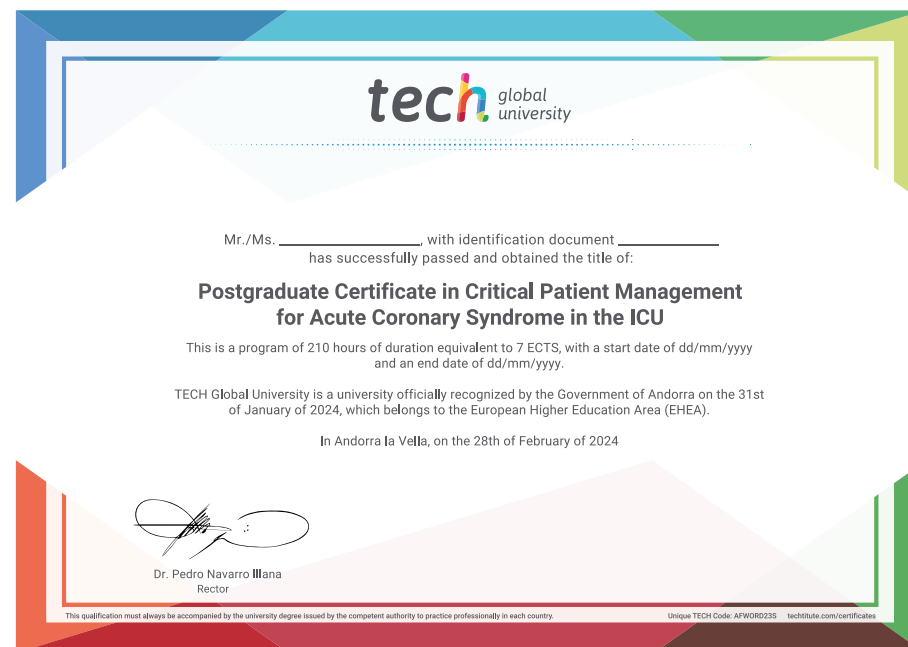 tech global university
Mr./Ms. ____________________, with identification document ______________
has successfully passed and obtained the title of:
Postgraduate Certificate in Critical Patient Management
for Acute Coronary Syndrome in the ICU
This is a program of 210 hours of duration equivalent to 7 ECTS, with a start date of dd/mm/yyyy
and an end date of dd/mm/yyyy.
TECH Global University is a university officially recognized by the Government of Andorra on the 31st
of January of 2024, which belongs to the European Higher Education Area (EHEA).
In Andorra la Vella, on the 28th of February of 2024
Dr. Pedro Navarro Illana
Rector
This qualification must always be accompanied by the university degree issued by the competent authority to practice professionally in each country.
Unique TECH Code: AFWORD23S techtitute.com/certificates